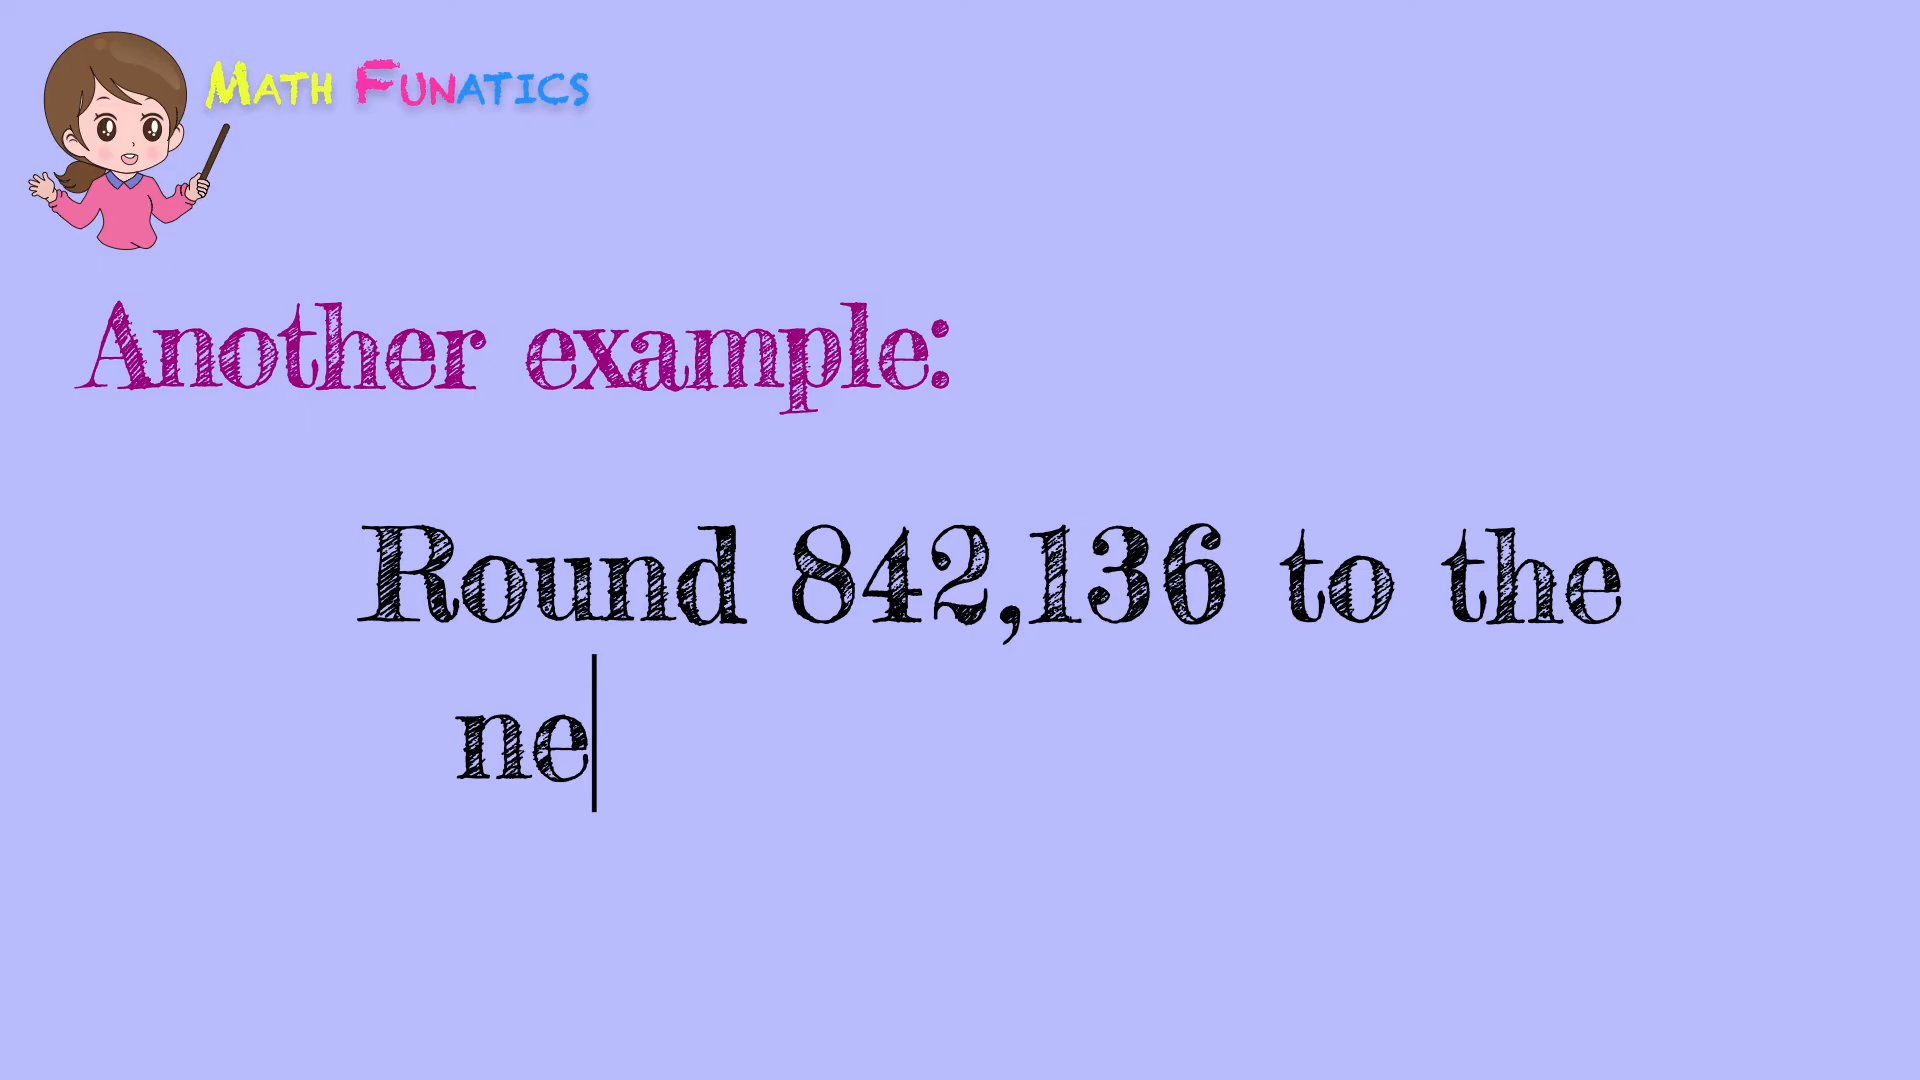 Math Funatics
Another example:
Round 842,136 to the
ne